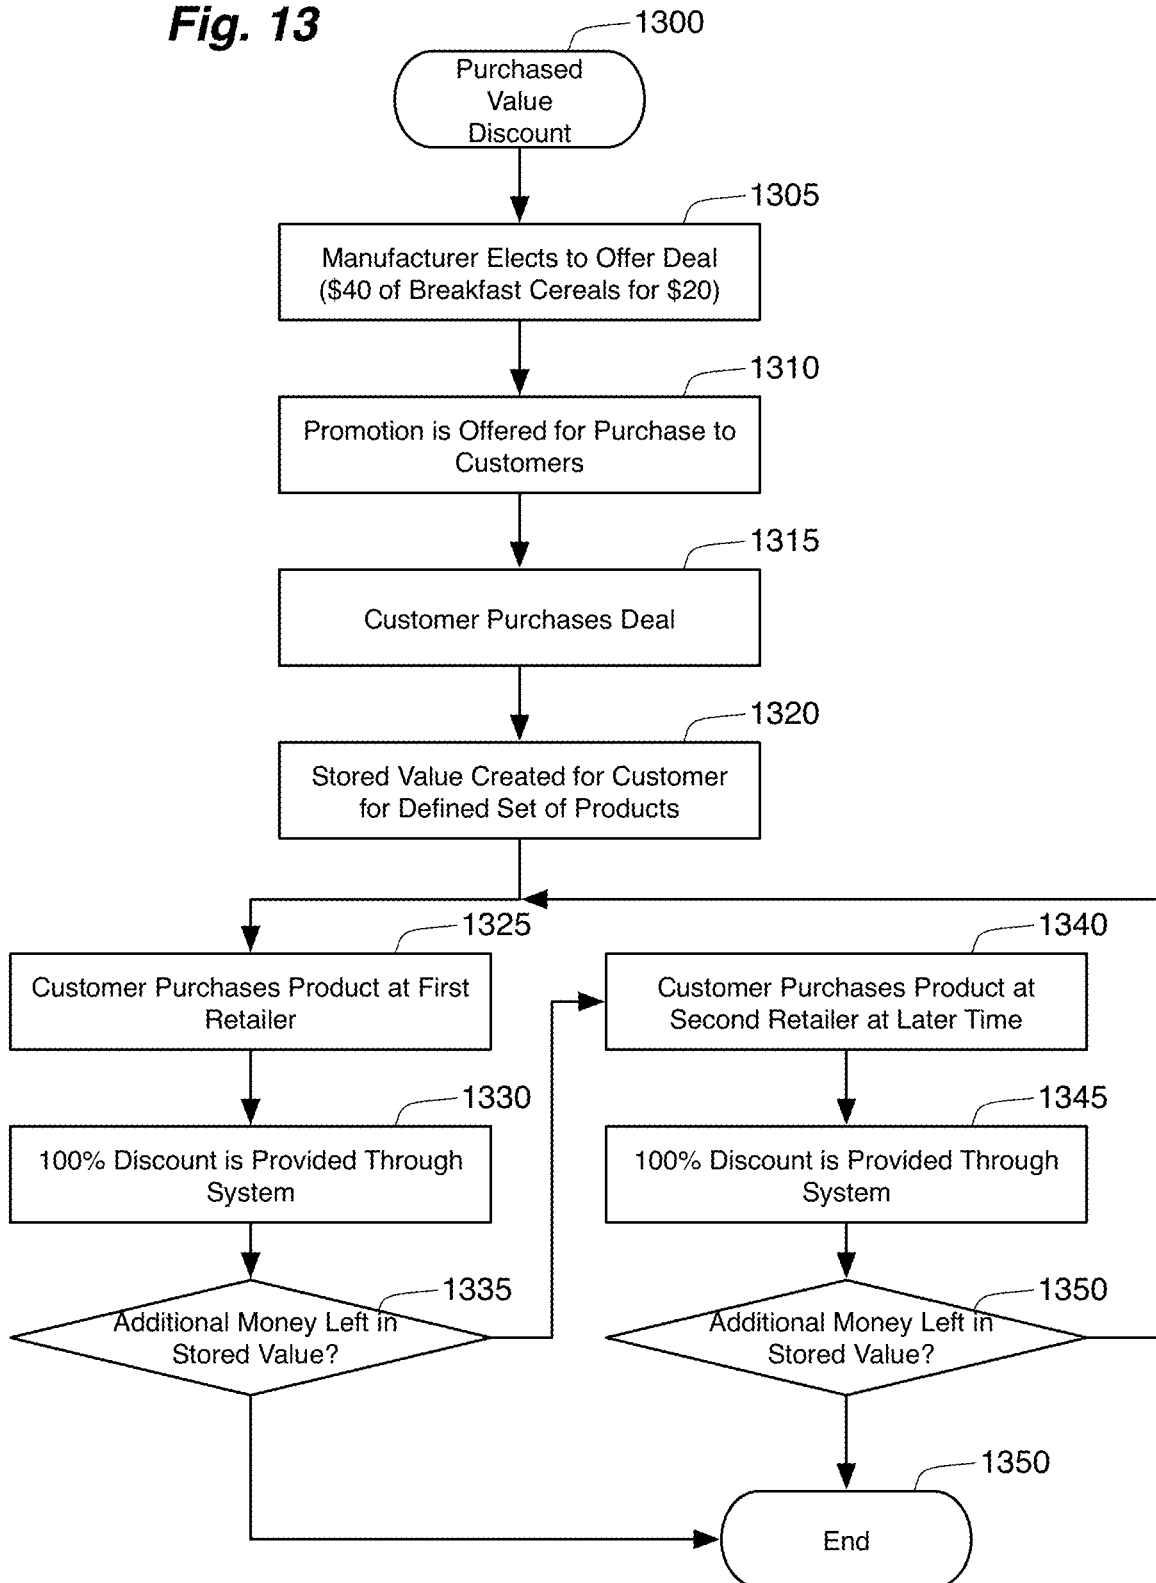 Fig. 13
1300
Purchased
Value
Discount
1305
Manufacturer Elects to Offer Deal
($40 of Breakfast Cereals for $20)
1310
Promotion is Offered for Purchase to
Customers
1315
Customer Purchases Deal
1320
Stored Value Created for Customer
for Defined Set of Products
1325
Customer Purchases Product at First
Retailer
1330
100% Discount is Provided Through
System
1335
Additional Money Left in
Stored Value?
1340
Customer Purchases Product at
Second Retailer at Later Time
1345
100% Discount is Provided Through
System
1350
Additional Money Left in
Stored Value?
1350
End